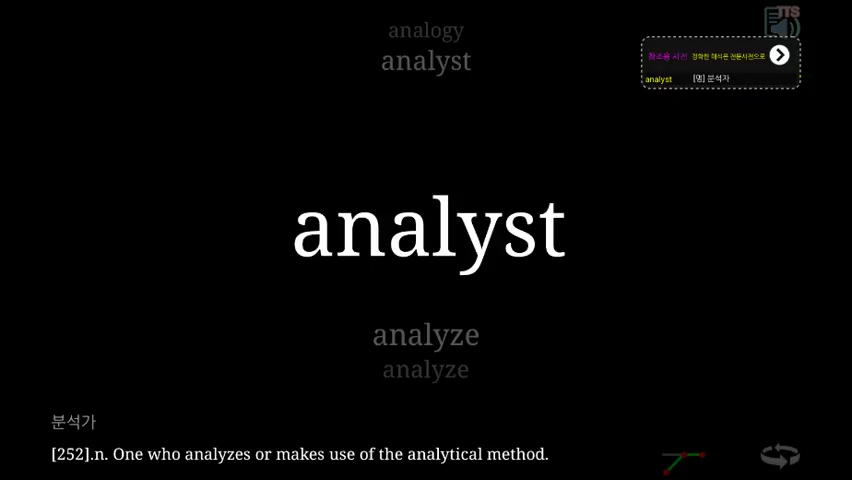 analogy
analyst
TTS
참조용 사전 정확한 해석은 전문사전으로
analyst [명] 분석자
analyst
analyze
analyze
분석가
[252].n. One who analyzes or makes use of the analytical method.